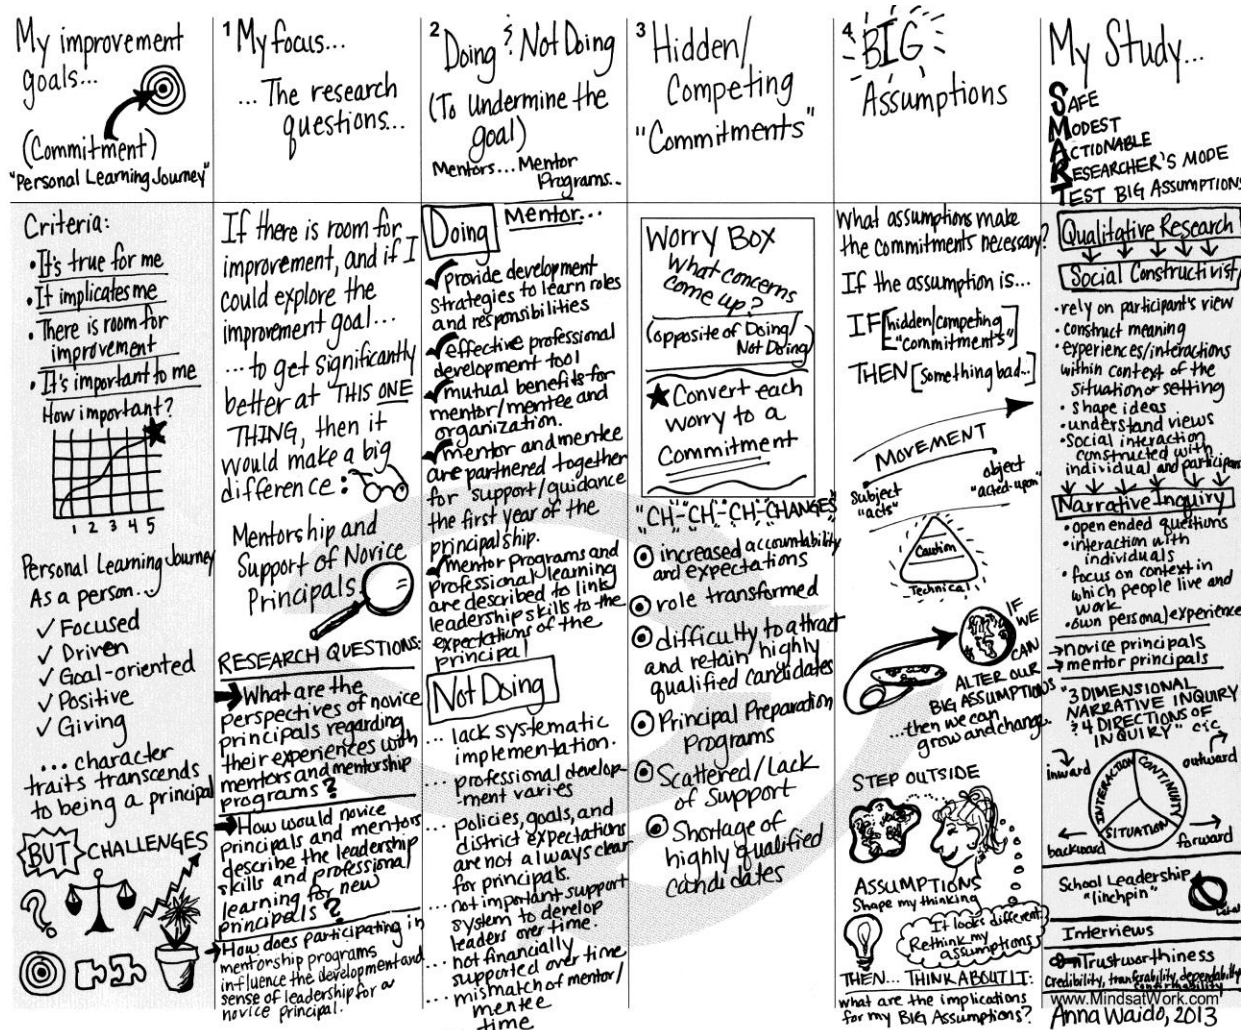 My improvement
goals...
(Commitment)
"Personal Learning Journey"
Criteria:
• It's true for me
• It implicates me
• There is room for
improvement
• It's important to me
How important?
1 2 3 4 5
Personal Learning Journey
As a person...
✓ Focused
✓ Driven
✓ Goal-oriented
✓ Positive
✓ Giving
... character
traits transcends
to being a principal
BUT CHALLENGES
?
1 My focus...
... The research
questions...
If there is room for
improvement, and if I
could explore the
improvement goal...
... to get significantly
better at THIS ONE
THING, then it
would make a big
difference:
Mentorship and
Support of Novice
Principals
RESEARCH QUESTIONS:
What are the
perspectives of novice
principals regarding
their experiences with
mentors and mentorship
programs?
How would novice
principals and mentors
describe the leadership
skills and professional
learning for new
principals?
How does participating in
mentorship programs
influence the development and
sense of leadership for a
novice principal.
2 Doing & Not Doing
(To undermine the
goal)
Mentors... Mentor
Programs...
Doing Mentor...
✓ provide development
strategies to learn roles
and responsibilities
✓ effective professional
development tool
✓ mutual benefits for
mentor/mentee and
organization.
✓ mentor and mentee
are partnered together
for support/guidance
the first year of the
principalship.
✓ mentor Programs and
professional learning
are described to link
leadership skills to the
expectations of the
principal
Not Doing
... lack systematic
implementation.
... professional develop-
ment varies
... policies, goals, and
district expectations
are not always clear
for principals.
... not important support
system to develop
leaders over time.
... not financially
supported over time
... mismatch of mentor/
mentee
time
3 Hidden/
Competing
"Commitments"
Worry Box
What concerns
come up?
(opposite of Doing/
Not Doing)
★ Convert each
worry to a
Commitment
"CH-CH-CH-CHANGES"
increased accountability
and expectations
role transformed
difficulty to attract
and retain highly
qualified candidates
Principal Preparation
Programs
Scattered/Lack
of Support
Shortage of
highly qualified
candidates
4 BIG
Assumptions
What assumptions make
the commitments necessary?
If the assumption is...
IF [hidden/competing
"commitments"]
THEN [something bad...]
MOVEMENT
Subject
"acts"
object
"acted-upon"
Caution
Technical
IF
WE
CAN
ALTER OUR
BIG ASSUMPTIONS
...then we can
grow and change.
STEP OUTSIDE
ASSUMPTIONS
Shape my thinking
It looks different.
Rethink my
assumptions
THEN... THINK ABOUT IT:
what are the implications
for my BIG Assumptions?
My Study...
SAFE
MODEST
ACTIONABLE
RESEARCHER'S MODE
TEST BIG ASSUMPTIONS
Qualitative Research
Social Constructivist/
• rely on participant's view
• construct meaning
• experiences/interactions
within context of the
situation or setting
• shape ideas
• understand views
• Social interaction
constructed with
individual and participan
Narrative Inquiry
• open ended questions
• interaction with
individuals
• focus on context in
which people live and
work
• own personal experience
→ novice principals
→ mentor principals
"3 DIMENSIONAL
NARRATIVE INQUIRY
& 4 DIRECTIONS OF
INQUIRY"
inward
outward
INTERACTION
CONTINUITY
SITUATION
backward
forward
School Leadership
"linchpin"
Interviews
Trustworthiness
Credibility, transferability, dependability
confirmability
www.MindsatWork.com
Anna Waido, 2013